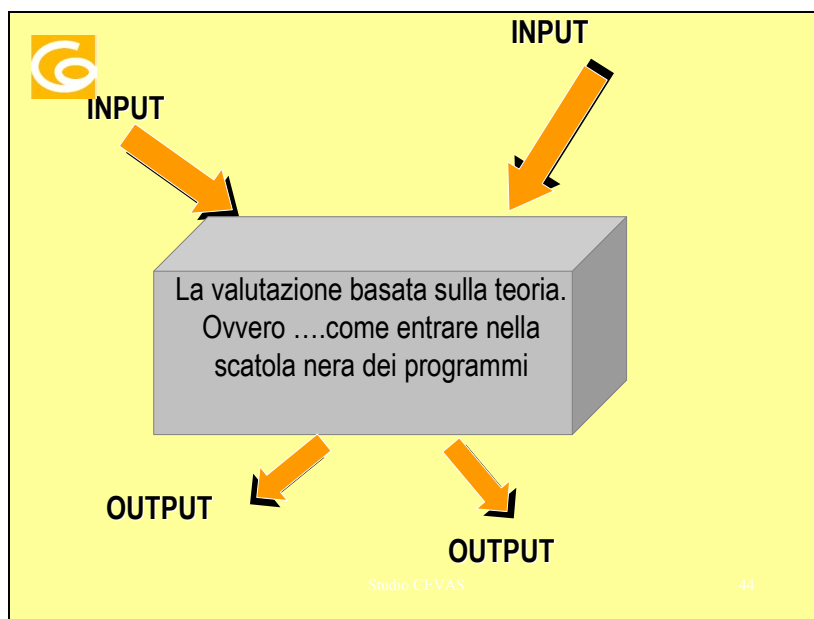 INPUT
INPUT
La valutazione basata sulla teoria.
Ovvero ….come entrare nella
scatola nera dei programmi
OUTPUT
OUTPUT
Studio CEVAS
44